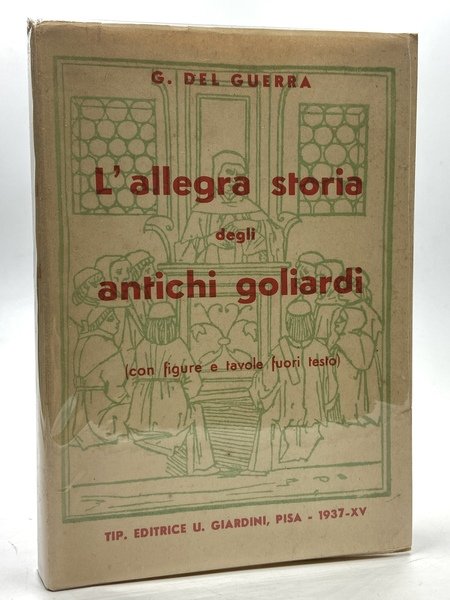 G. DEL GUERRA
L'allegra storia
degli
antichi goliardi
(con figure e tavole fuori testo)
TIP. EDITRICE U. GIARDINI, PISA - 1937-XV